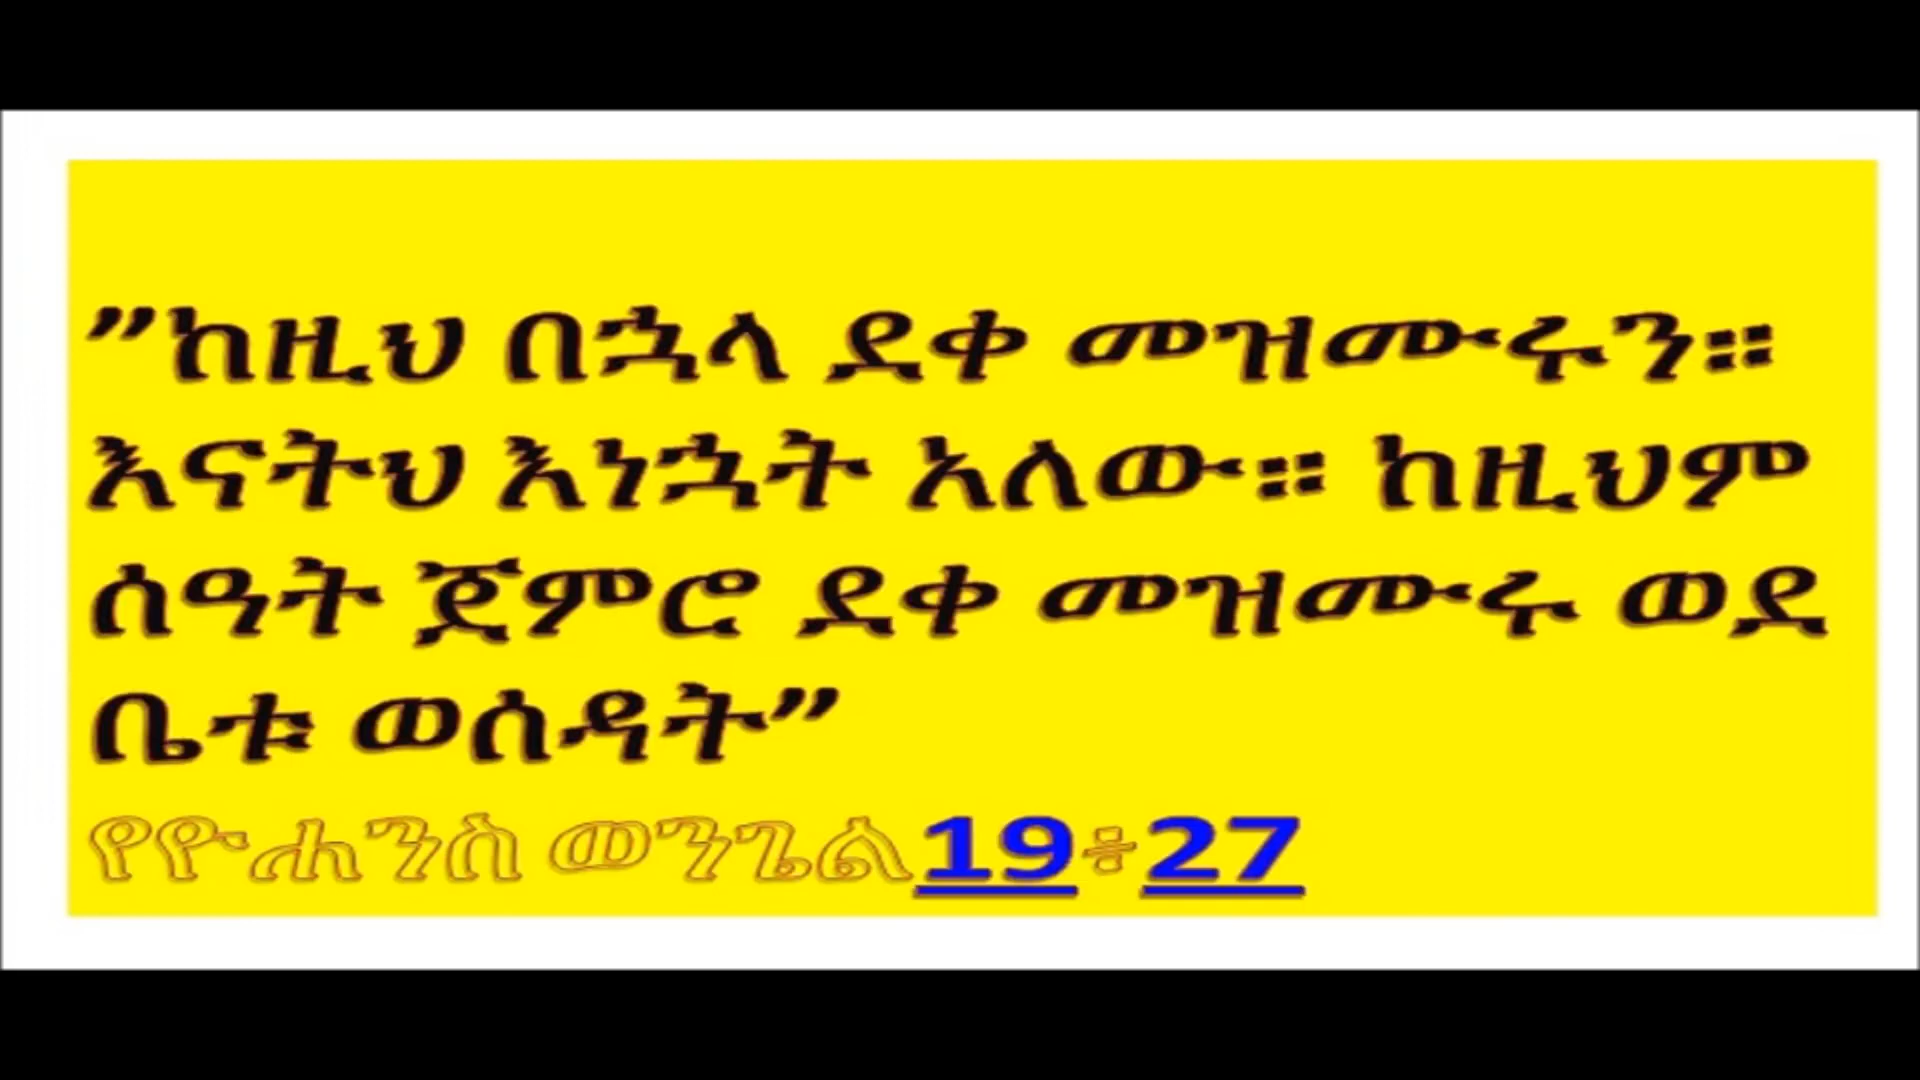 ”ከዚህ በኋላ ደቀ መዝሙሩን።
እናትህ እነኋት አለው። ከዚህም
ሰዓት ጀምሮ ደቀ መዝሙሩ ወደ
ቤቱ ወሰዳት”
የዮሐንስ ወንጌል19፥27